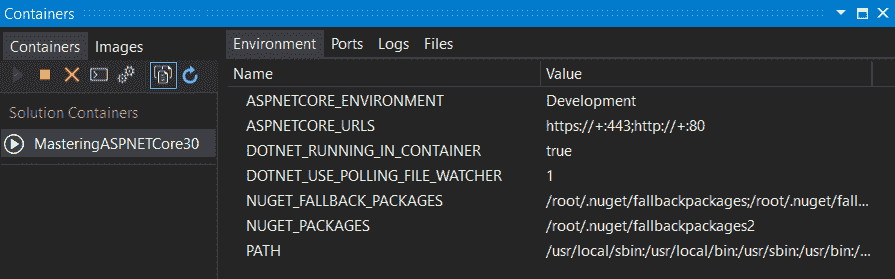 Containers
Containers Images
Environment Ports Logs Files
Name Value
Solution Containers
MasteringASPNETCore30
ASPNETCORE_ENVIRONMENT Development
ASPNETCORE_URLS https://+:443;http://+:80
DOTNET_RUNNING_IN_CONTAINER true
DOTNET_USE_POLLING_FILE_WATCHER 1
NUGET_FALLBACK_PACKAGES /root/.nuget/fallbackpackages;/root/.nuget/fall...
NUGET_PACKAGES /root/.nuget/fallbackpackages2
PATH /usr/local/sbin:/usr/local/bin:/usr/sbin:/usr/bin:/...